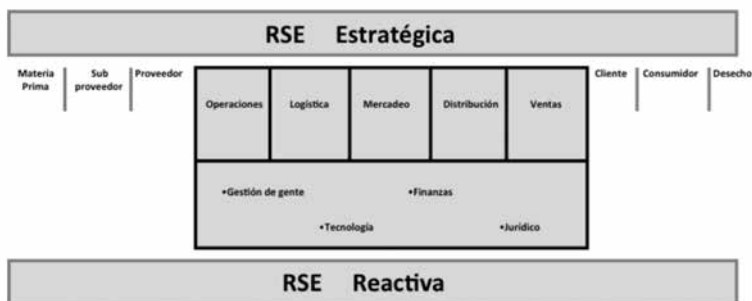 RSE Estratégica
Materia Prima
Sub proveedor
Proveedor
Operaciones
Logística
Mercadeo
Distribución
Ventas
Cliente
Consumidor
Desecho
•Gestión de gente
•Finanzas
•Tecnología
•Jurídico
RSE Reactiva